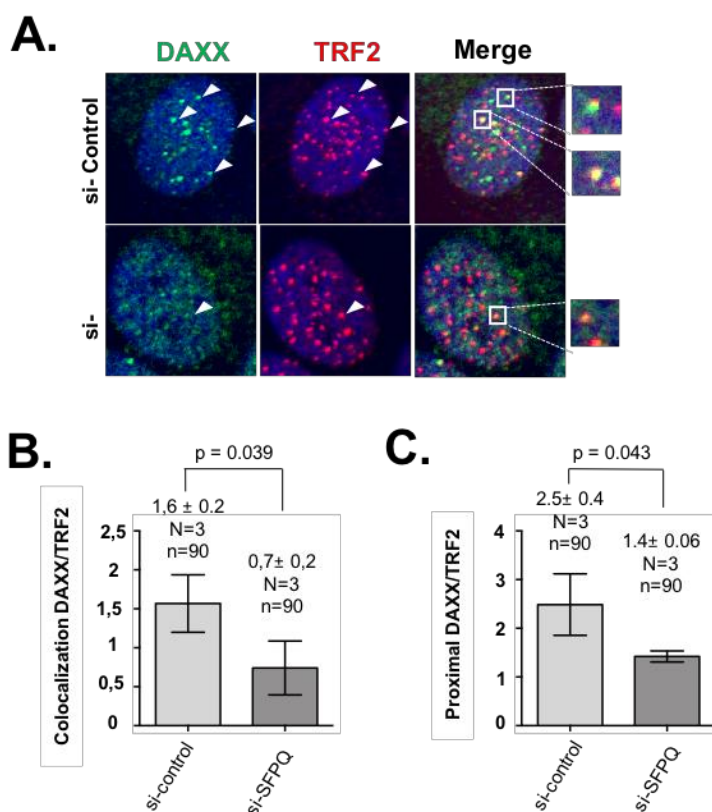 A.
DAXX TRF2 Merge
si- Control
si-
B.
p = 0.039
Colocalization DAXX/TRF2
1,6 ± 0.2
N=3
n=90
0,7± 0,2
N=3
n=90
2,5
2
1,5
1
0,5
0
si-control
si-SFPQ
C.
p = 0.043
Proximal DAXX/TRF2
2.5± 0.4
N=3
n=90
1.4± 0.06
N=3
n=90
4
3
2
1
0
si-control
si-SFPQ